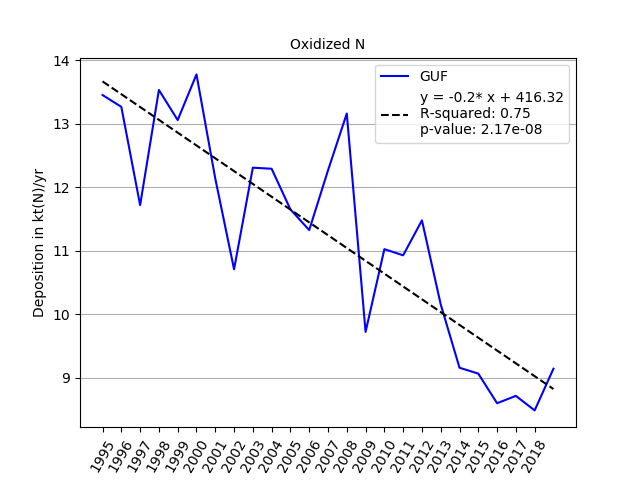 Oxidized N
GUF
y = -0.2* x + 416.32
R-squared: 0.75
p-value: 2.17e-08
Deposition in kt(N)/yr
14
13
12
11
10
9
1995 1996 1997 1998 1999 2000 2001 2002 2003 2004 2005 2006 2007 2008 2009 2010 2011 2012 2013 2014 2015 2016 2017 2018